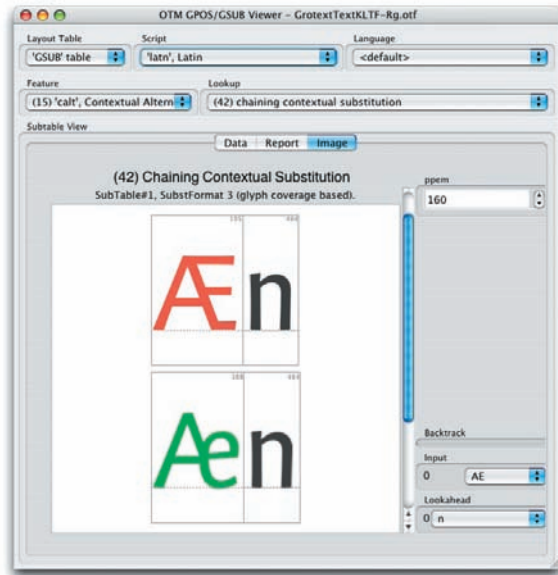 OTM GPOS/GSUB Viewer – GrotextTextKLTF-Rg.otf
Layout Table Script Language
'GSUB' table 'latn', Latin <default>
Feature Lookup
(15) 'calt', Contextual Altern (42) chaining contextual substitution
Subtable View
Data Report Image
(42) Chaining Contextual Substitution
SubTable#1, SubstFormat 3 (glyph coverage based).
ppem
160
Æn
Æn
Backtrack
Input
0 AE
Lookahead
0 n